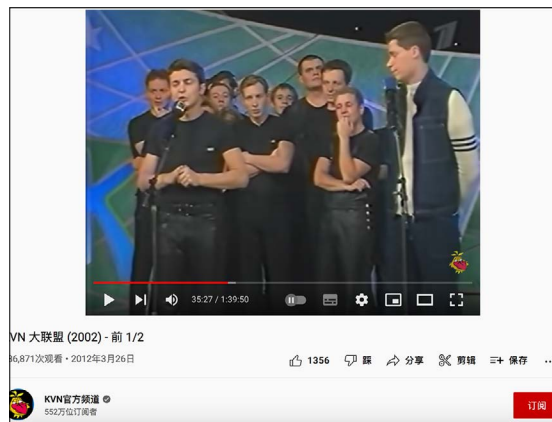 35:27 / 1:39:50
VN 大联盟 (2002) - 前 1/2
36,871次观看 • 2012年3月26日
1356
踩
分享
剪辑
保存
KVN官方频道
552万位订阅者
订阅